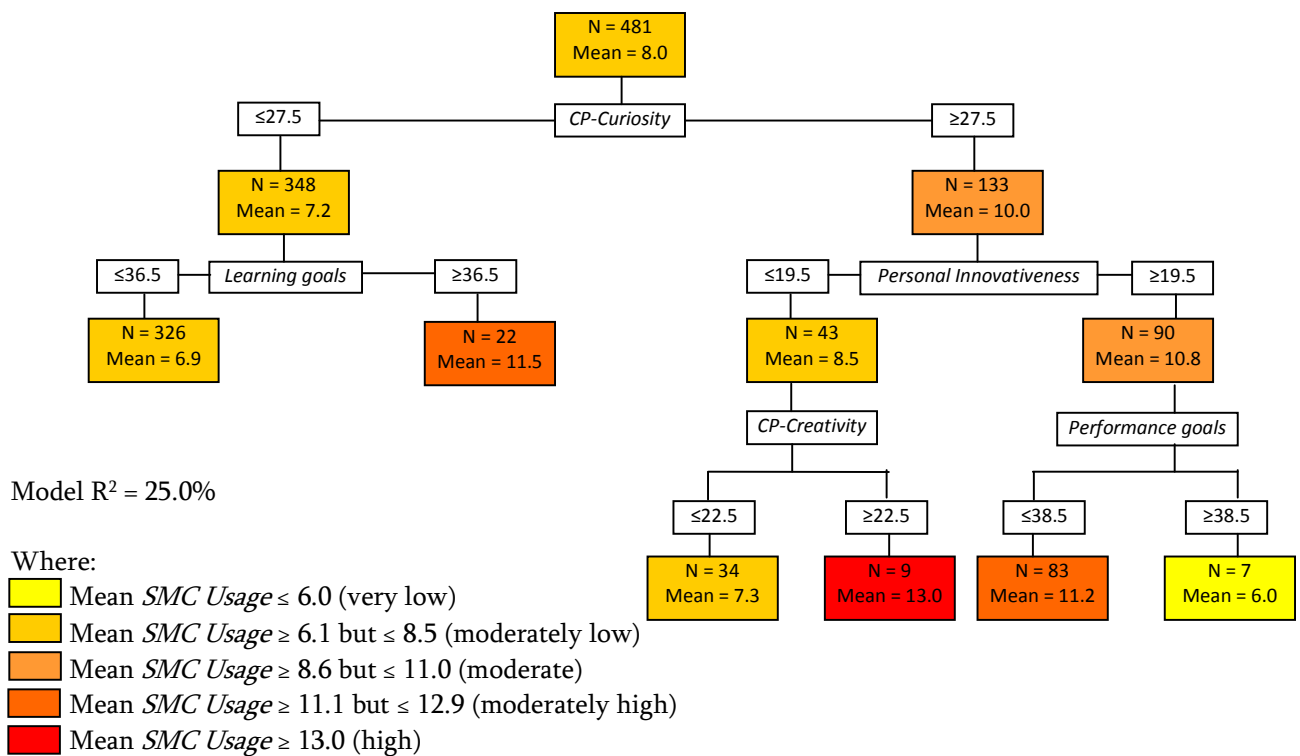 N = 481
Mean = 8.0
≤27.5
CP-Curiosity
≥27.5
N = 348
Mean = 7.2
N = 133
Mean = 10.0
≤36.5
Learning goals
≥36.5
≤19.5
Personal Innovativeness
≥19.5
N = 326
Mean = 6.9
N = 22
Mean = 11.5
N = 43
Mean = 8.5
N = 90
Mean = 10.8
CP-Creativity
Performance goals
Model R² = 25.0%
≤22.5
≥22.5
≤38.5
≥38.5
N = 34
Mean = 7.3
N = 9
Mean = 13.0
N = 83
Mean = 11.2
N = 7
Mean = 6.0
Where:
Mean SMC Usage ≤ 6.0 (very low)
Mean SMC Usage ≥ 6.1 but ≤ 8.5 (moderately low)
Mean SMC Usage ≥ 8.6 but ≤ 11.0 (moderate)
Mean SMC Usage ≥ 11.1 but ≤ 12.9 (moderately high)
Mean SMC Usage ≥ 13.0 (high)